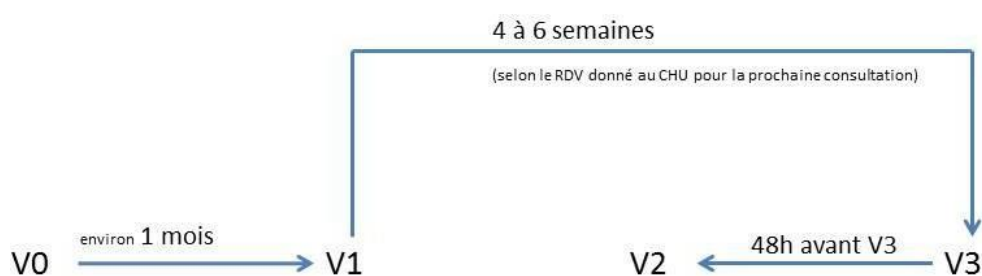 4 à 6 semaines
(selon le RDV donné au CHU pour la prochaine consultation)
environ 1 mois
48h avant V3
V0
V1
V2
V3